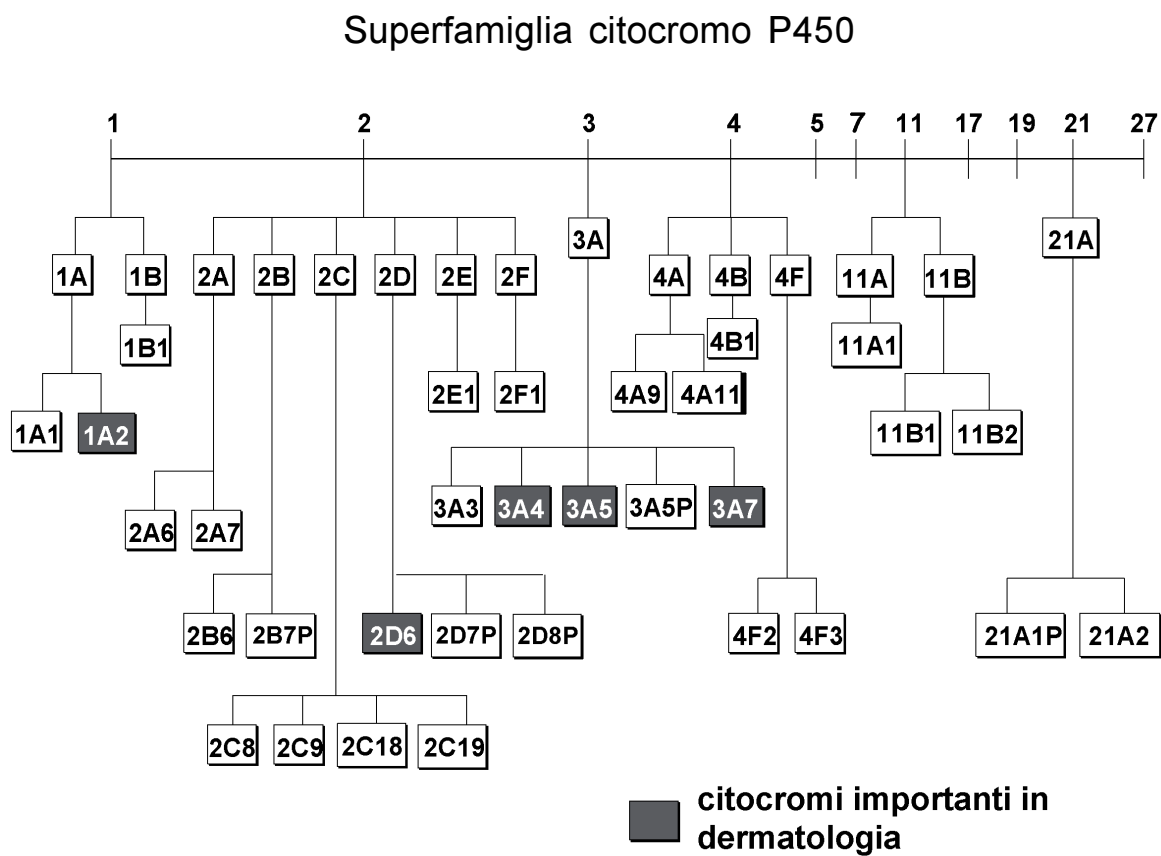 Superfamiglia citocromo P450
1 2 3 4 5 7 11 17 19 21 27
3A 21A
1A 1B 2A 2B 2C 2D 2E 2F 4A 4B 4F 11A 11B
1B1 4B1 11A1
2E1 2F1 4A9 4A11
1A1 1A2 11B1 11B2
3A3 3A4 3A5 3A5P 3A7
2A6 2A7
2B6 2B7P 2D6 2D7P 2D8P 4F2 4F3 21A1P 21A2
2C8 2C9 2C18 2C19
citocromi importanti in
dermatologia